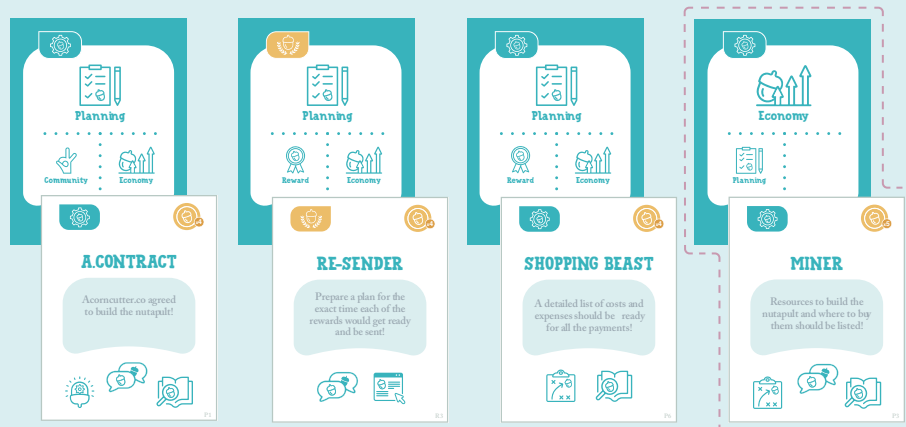 Planning
Community
Economy
A.CONTRACT
Acorncutter.co agreed
to build the nutapult!
P1
Planning
Reward
Economy
RE-SENDER
Prepare a plan for the
exact time each of the
rewards would get ready
and be sent!
R3
Planning
Reward
Economy
SHOPPING BEAST
A detailed list of costs and
expenses should be ready
for all the payments!
P6
Economy
Planning
MINER
Resources to build the
nutapult and where to buy
them should be listed!